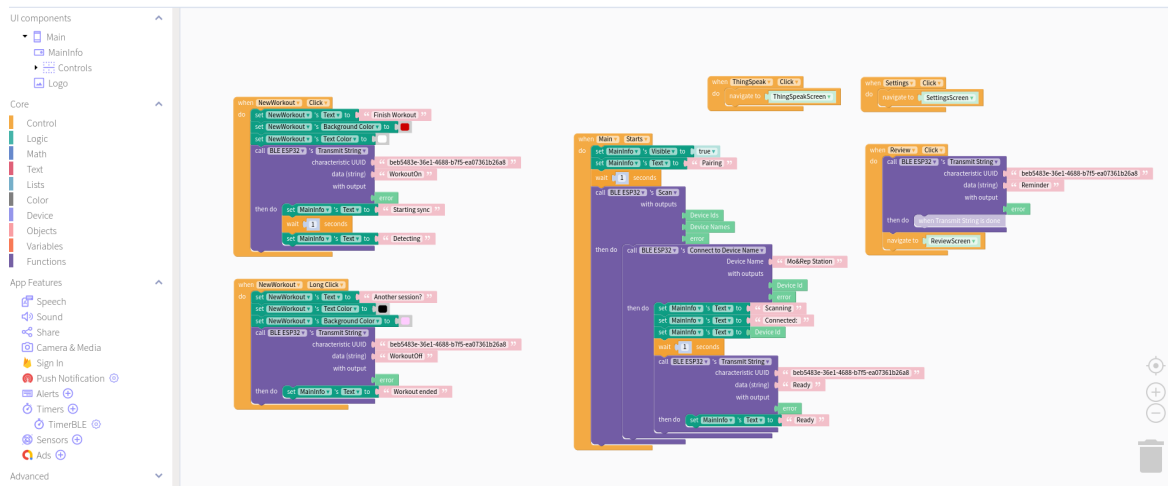 UI components
Main
MainInfo
Controls
Logo
Core
Control
Logic
Math
Text
Lists
Color
Device
Objects
Variables
Functions
App Features
Speech
Sound
Share
Camera & Media
Sign In
Push Notification
Alerts
Timers
TimerBLE
Sensors
Ads
Advanced
when NewWorkout Click
do set NewWorkout 's Text to “ Finish Workout ”
set NewWorkout 's Background Color to
set NewWorkout 's Text Color to
call BLE ESP32 's Transmit String
characteristic UUID “ beb5483e-36e1-4688-b7f5-ea07361b26a8 ”
data (string) “ WorkoutOn ”
with output
error
then do set MainInfo 's Text to “ Starting sync ”
wait 1 seconds
set MainInfo 's Text to “ Detecting ”
when NewWorkout Long Click
do set NewWorkout 's Text to “ Another session? ”
set NewWorkout 's Text Color to
set NewWorkout 's Background Color to
call BLE ESP32 's Transmit String
characteristic UUID “ beb5483e-36e1-4688-b7f5-ea07361b26a8 ”
data (string) “ WorkoutOff ”
with output
error
then do set MainInfo 's Text to “ Workout ended ”
when ThingSpeak Click
do navigate to ThingSpeakScreen
when Settings Click
do navigate to SettingsScreen
when Main Starts
do set MainInfo 's Visible to true
set MainInfo 's Text to “ Pairing ”
wait 1 seconds
call BLE ESP32 's Scan
with outputs
Device Ids
Device Names
error
then do call BLE ESP32 's Connect to Device Name
Device Name “ Mo&Rep Station ”
with outputs
Device Id
error
then do set MainInfo 's Text to “ Scanning ”
set MainInfo 's Text to “ Connected: ”
set MainInfo 's Text to Device Id
wait 1 seconds
call BLE ESP32 's Transmit String
characteristic UUID “ beb5483e-36e1-4688-b7f5-ea07361b26a8 ”
data (string) “ Ready ”
with output
error
then do set MainInfo 's Text to “ Ready ”
when Review Click
do call BLE ESP32 's Transmit String
characteristic UUID “ beb5483e-36e1-4688-b7f5-ea07361b26a8 ”
data (string) “ Reminder ”
with output
error
then do when Transmit String is done
navigate to ReviewScreen